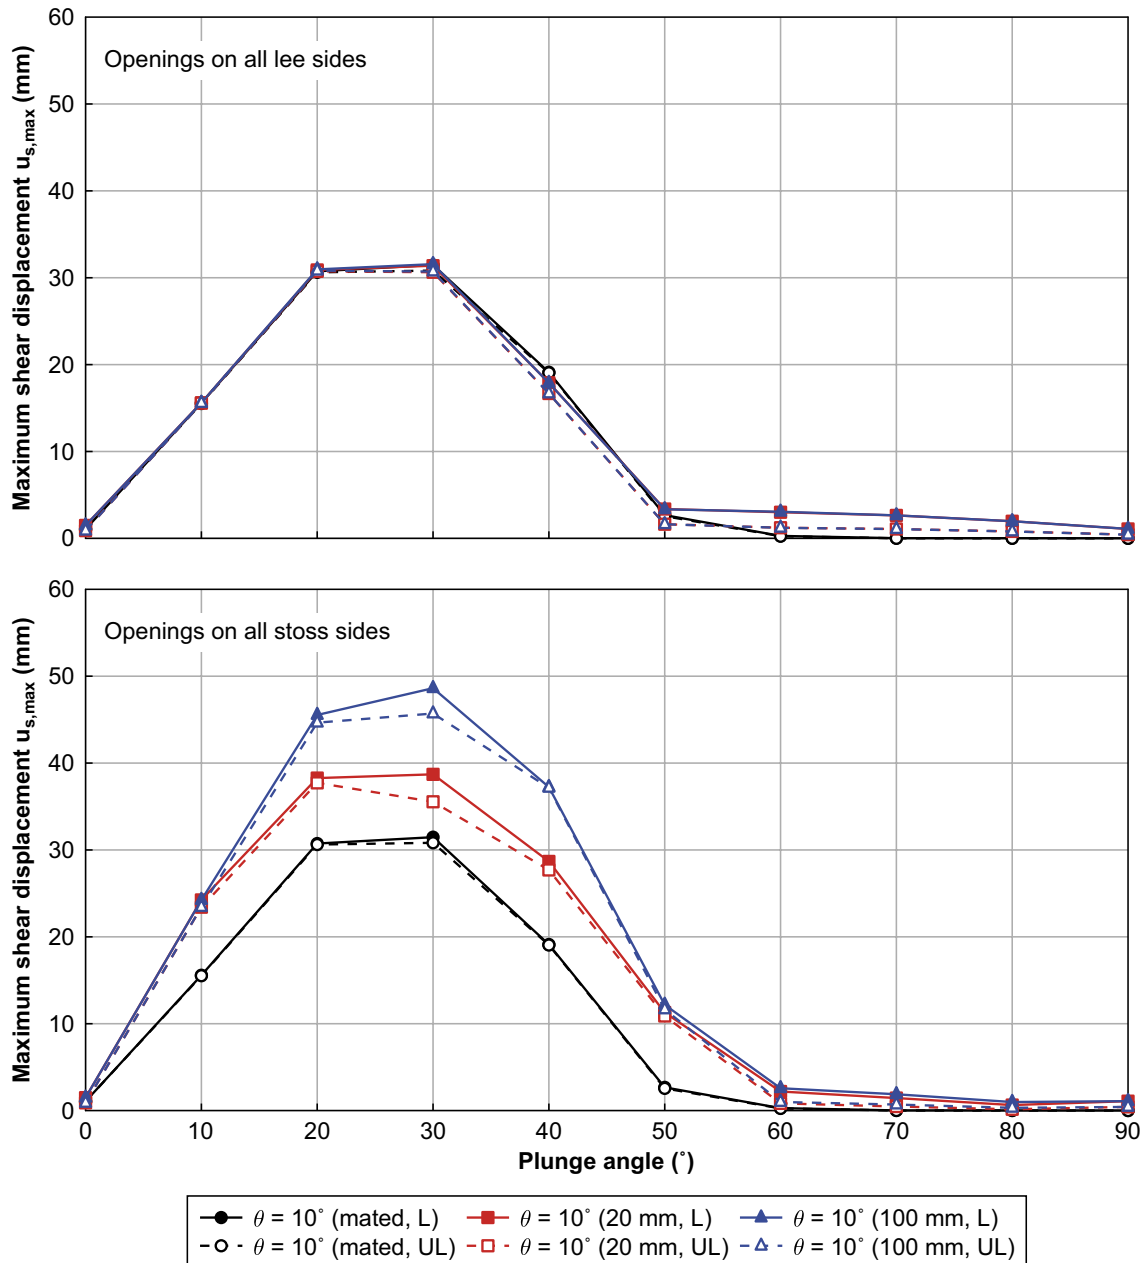 60
50
40
30
20
10
0
Maximum shear displacement u_s,max (mm)
Openings on all lee sides
60
50
40
30
20
10
0
Maximum shear displacement u_s,max (mm)
Openings on all stoss sides
0 10 20 30 40 50 60 70 80 90
Plunge angle (˚)
θ = 10˚ (mated, L) θ = 10˚ (20 mm, L) θ = 10˚ (100 mm, L)
θ = 10˚ (mated, UL) θ = 10˚ (20 mm, UL) θ = 10˚ (100 mm, UL)